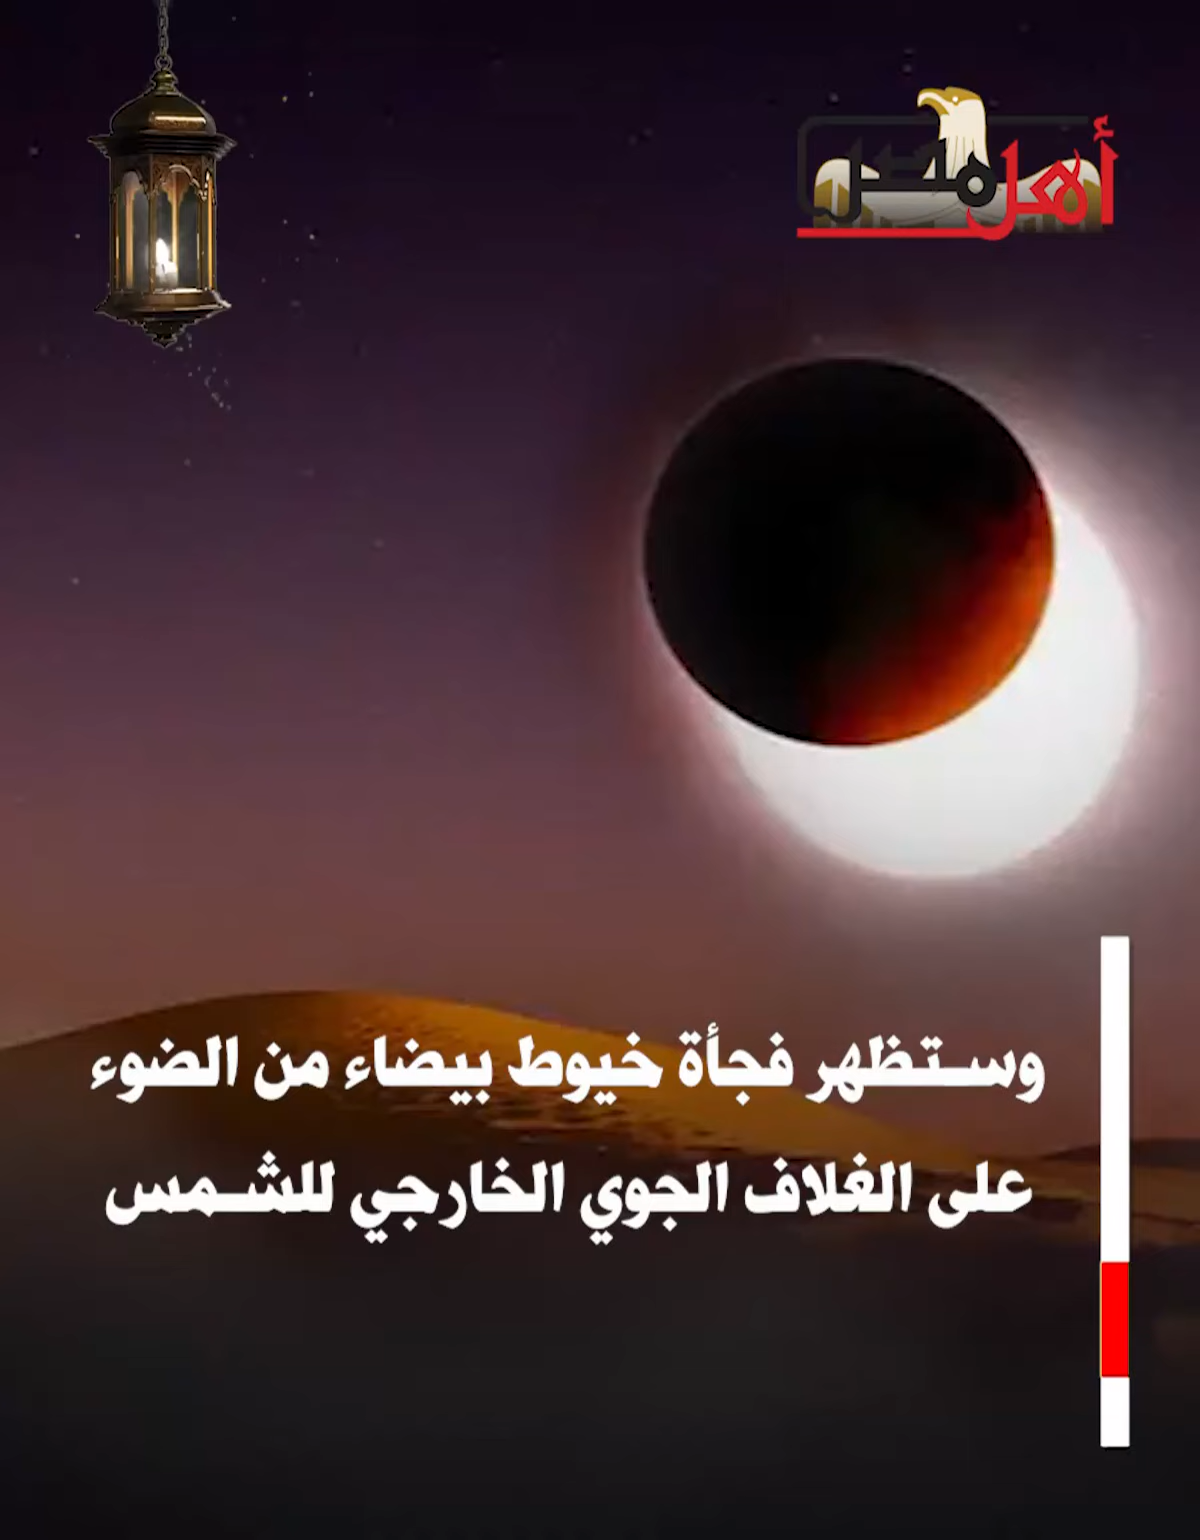 أهل مصر
وستظهر فجأة خيوط بيضاء من الضوء
على الغلاف الجوي الخارجي للشمس